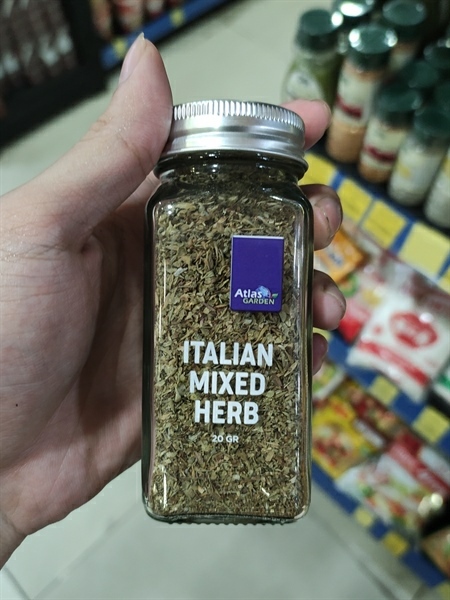 Atlas
GARDEN
ITALIAN
MIXED
HERB
20 GR